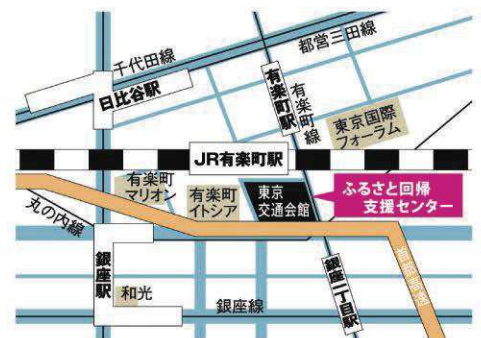 都営三田線
千代田線
日比谷駅
有楽町駅
有楽町線
東京国際
フォーラム
JR有楽町駅
有楽町
マリオン
有楽町
イトシア
東京
交通会館
ふるさと回帰
支援センター
丸の内線
銀座駅
和光
銀座線
銀座一丁目駅